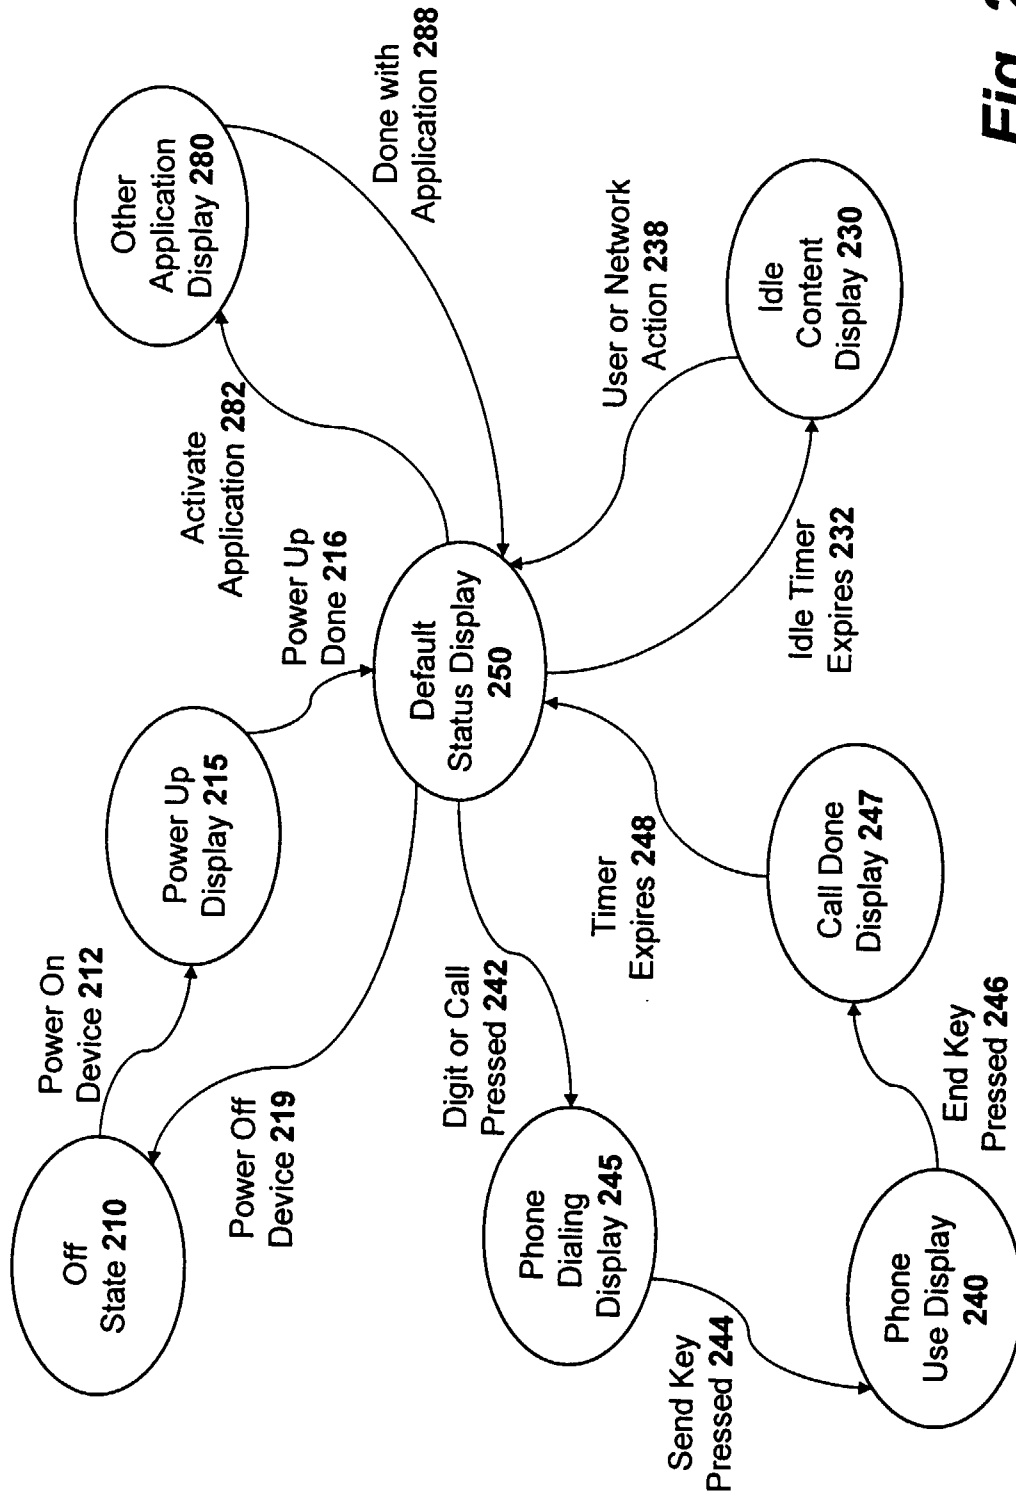 Off
State 210
Power On
Device 212
Power Up
Display 215
Power Up
Done 216
Power Off
Device 219
Default
Status Display
250
Activate
Application 282
Other
Application
Display 280
Done with
Application 288
Digit or Call
Pressed 242
Phone
Dialing
Display 245
Send Key
Pressed 244
Phone
Use Display
240
End Key
Pressed 246
Call Done
Display 247
Timer
Expires 248
Idle Timer
Expires 232
Idle
Content
Display 230
User or Network
Action 238
Fig. 2